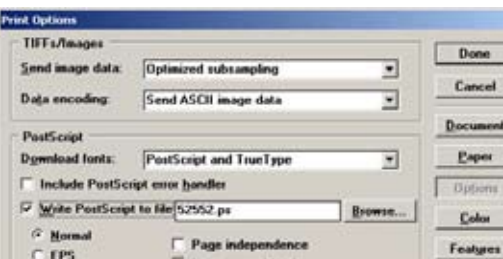 Print Options
TIFFs/Images
Done
Send image data: Optimized subsampling
Cancel
Data encoding: Send ASCII image data
Document
PostScript
Paper
Download fonts: PostScript and TrueType
Options
Include PostScript error handler
Write PostScript to file 52552.ps Browse...
Color
Normal
Page independence
Features
EPS